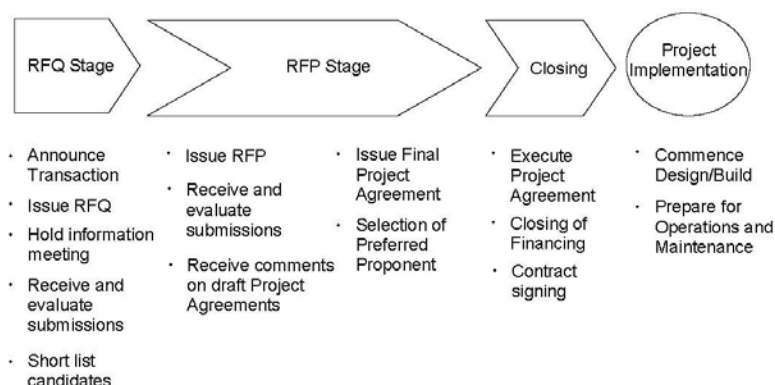 RFQ Stage
RFP Stage
Closing
Project
Implementation
· Announce
Transaction
· Issue RFQ
· Hold information
meeting
· Receive and
evaluate
submissions
· Short list
candidates
· Issue RFP
· Receive and
evaluate
submissions
· Receive comments
on draft Project
Agreements
· Issue Final
Project
Agreement
· Selection of
Preferred
Proponent
· Execute
Project
Agreement
· Closing of
Financing
· Contract
signing
· Commence
Design/Build
· Prepare for
Operations and
Maintenance